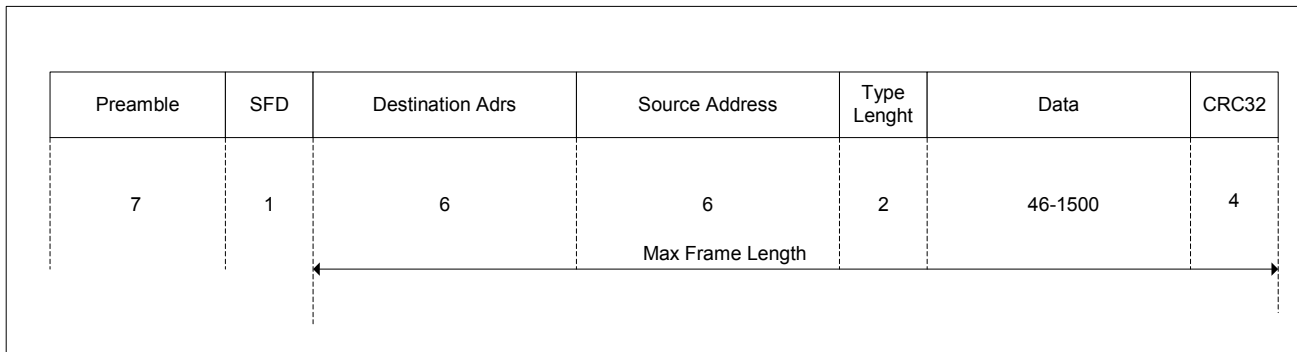 Preamble
SFD
Destination Adrs
Source Address
Type
Lenght
Data
CRC32
7
1
6
6
2
46-1500
4
Max Frame Length